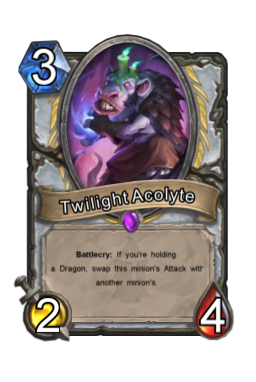 3
Twilight Acolyte
Battlecry: If you're holding
a Dragon, swap this minion's Attack with
another minion's.
2
4